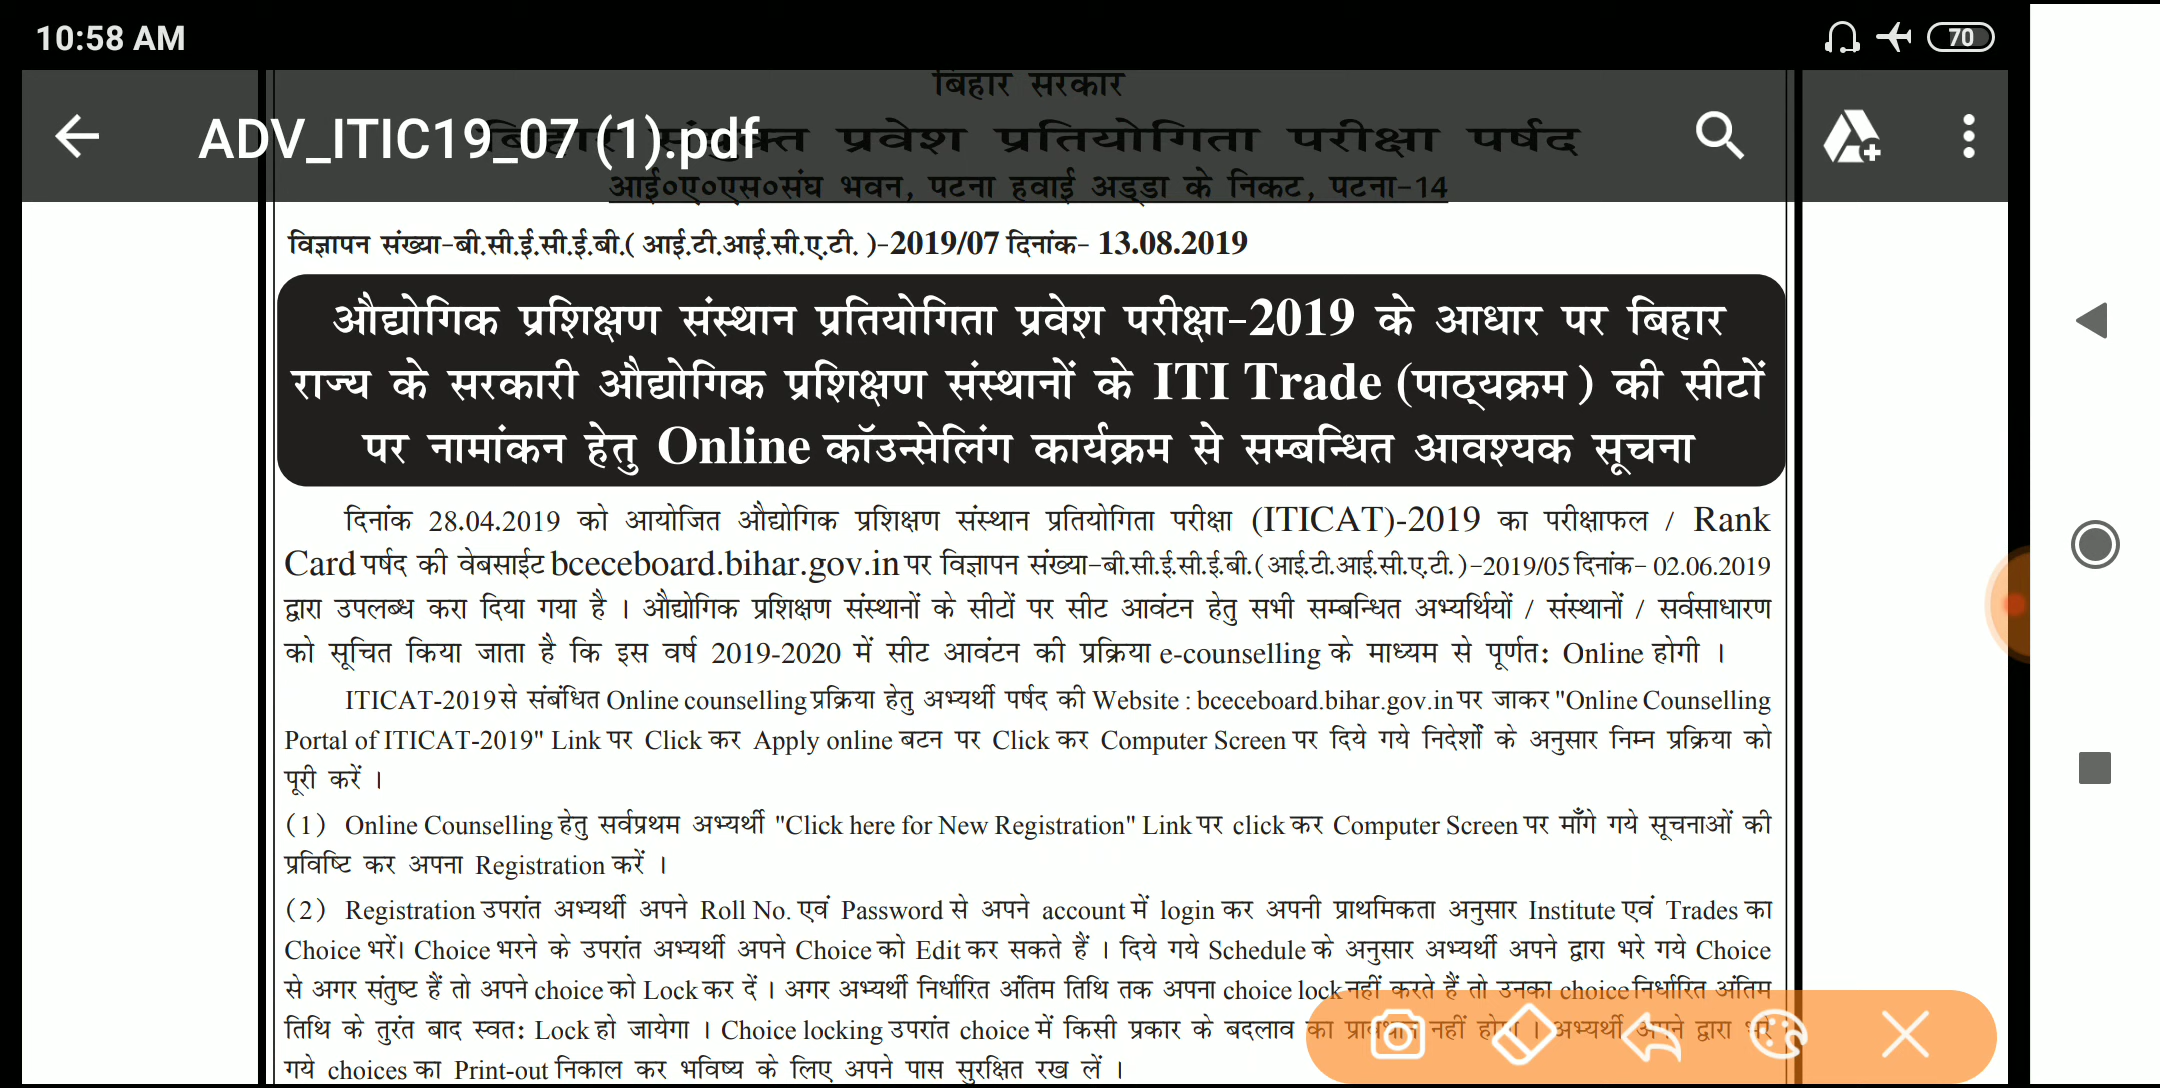 10:58 AM
70
बिहार सरकार
ADV_ITIC19_07 (1).pdf
बिहार संयुक्त प्रवेश प्रतियोगिता परीक्षा पर्षद
आई०ए०एस०संघ भवन, पटना हवाई अड्डा के निकट, पटना-14
विज्ञापन संख्या-बी.सी.ई.सी.ई.बी.( आई.टी.आई.सी.ए.टी. )-2019/07 दिनांक- 13.08.2019
औद्योगिक प्रशिक्षण संस्थान प्रतियोगिता प्रवेश परीक्षा-2019 के आधार पर बिहार
राज्य के सरकारी औद्योगिक प्रशिक्षण संस्थानों के ITI Trade (पाठ्यक्रम ) की सीटों
पर नामांकन हेतु Online कॉउन्सेलिंग कार्यक्रम से सम्बन्धित आवश्यक सूचना
दिनांक 28.04.2019 को आयोजित औद्योगिक प्रशिक्षण संस्थान प्रतियोगिता परीक्षा (ITICAT)-2019 का परीक्षाफल / Rank
Card पर्षद की वेबसाईट bceceboard.bihar.gov.in पर विज्ञापन संख्या-बी.सी.ई.सी.ई.बी.( आई.टी.आई.सी.ए.टी. )-2019/05 दिनांक- 02.06.2019
द्वारा उपलब्ध करा दिया गया है । औद्योगिक प्रशिक्षण संस्थानों के सीटों पर सीट आवंटन हेतु सभी सम्बन्धित अभ्यर्थियों / संस्थानों / सर्वसाधारण
को सूचित किया जाता है कि इस वर्ष 2019-2020 में सीट आवंटन की प्रक्रिया e-counselling के माध्यम से पूर्णतः Online होगी ।
ITICAT-2019 से संबंधित Online counselling प्रक्रिया हेतु अभ्यर्थी पर्षद की Website : bceceboard.bihar.gov.in पर जाकर "Online Counselling
Portal of ITICAT-2019" Link पर Click कर Apply online बटन पर Click कर Computer Screen पर दिये गये निदेर्शों के अनुसार निम्न प्रक्रिया को
पूरी करें ।
(1) Online Counselling हेतु सर्वप्रथम अभ्यर्थी "Click here for New Registration" Link पर click कर Computer Screen पर माँगे गये सूचनाओं की
प्रविष्टि कर अपना Registration करें ।
(2) Registration उपरांत अभ्यर्थी अपने Roll No. एवं Password से अपने account में login कर अपनी प्राथमिकता अनुसार Institute एवं Trades का
Choice भरें। Choice भरने के उपरांत अभ्यर्थी अपने Choice को Edit कर सकते हैं । दिये गये Schedule के अनुसार अभ्यर्थी अपने द्वारा भरे गये Choice
से अगर संतुष्ट हैं तो अपने choice को Lock कर दें । अगर अभ्यर्थी निर्धारित अंतिम तिथि तक अपना choice lock नहीं करते हैं तो उनका choice निर्धारित अंतिम
तिथि के तुरंत बाद स्वतः Lock हो जायेगा । Choice locking उपरांत choice में किसी प्रकार के बदलाव का प्रावधान नहीं होगा । अभ्यर्थी अपने द्वारा भरे
गये choices का Print-out निकाल कर भविष्य के लिए अपने पास सुरक्षित रख लें ।